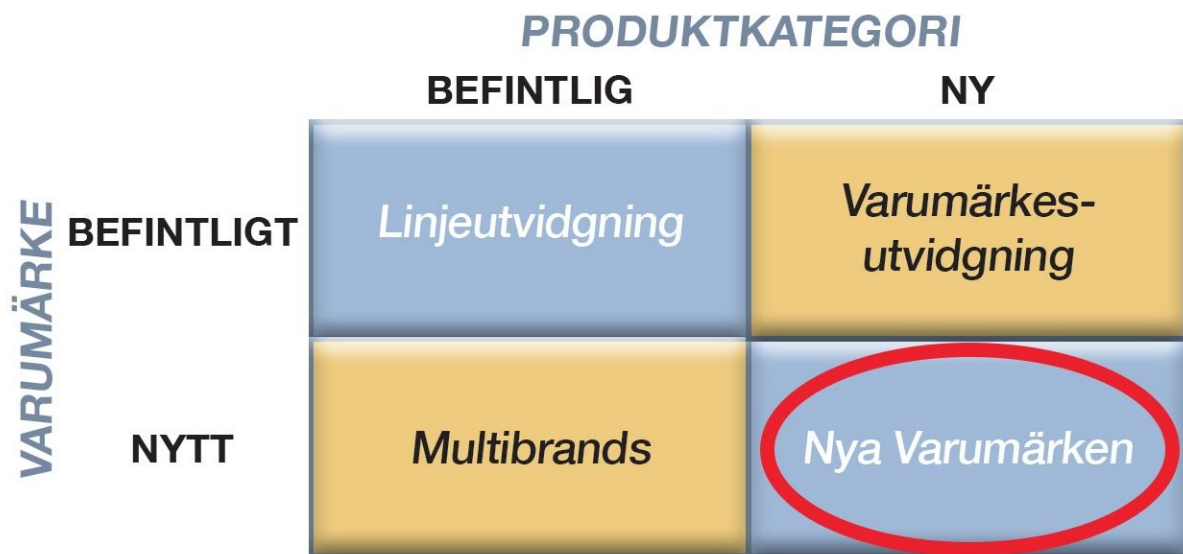 PRODUKTKATEGORI
BEFINTLIG NY
VARUMÄRKE
BEFINTLIGT
Linjeutvidgning
Varumärkes-
utvidgning
NYTT
Multibrands
Nya Varumärken